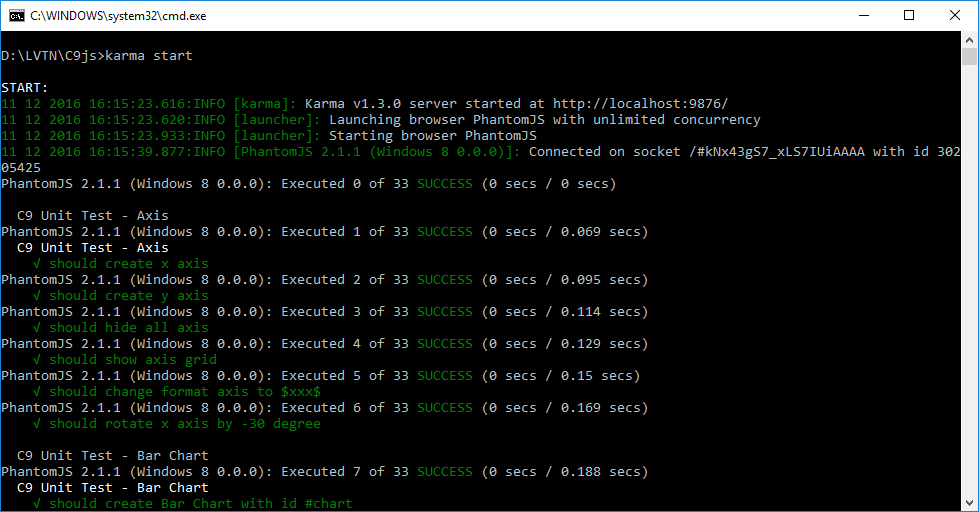 C:\WINDOWS\system32\cmd.exe
D:\LVTN\C9js>karma start
START:
11 12 2016 16:15:23.616:INFO [karma]: Karma v1.3.0 server started at http://localhost:9876/
11 12 2016 16:15:23.620:INFO [launcher]: Launching browser PhantomJS with unlimited concurrency
11 12 2016 16:15:23.933:INFO [launcher]: Starting browser PhantomJS
11 12 2016 16:15:39.877:INFO [PhantomJS 2.1.1 (Windows 8 0.0.0)]: Connected on socket /#kNx43gS7_xLS7IUiAAAA with id 302
05425
PhantomJS 2.1.1 (Windows 8 0.0.0): Executed 0 of 33 SUCCESS (0 secs / 0 secs)
C9 Unit Test - Axis
PhantomJS 2.1.1 (Windows 8 0.0.0): Executed 1 of 33 SUCCESS (0 secs / 0.069 secs)
C9 Unit Test - Axis
√ should create x axis
PhantomJS 2.1.1 (Windows 8 0.0.0): Executed 2 of 33 SUCCESS (0 secs / 0.095 secs)
√ should create y axis
PhantomJS 2.1.1 (Windows 8 0.0.0): Executed 3 of 33 SUCCESS (0 secs / 0.114 secs)
√ should hide all axis
PhantomJS 2.1.1 (Windows 8 0.0.0): Executed 4 of 33 SUCCESS (0 secs / 0.129 secs)
√ should show axis grid
PhantomJS 2.1.1 (Windows 8 0.0.0): Executed 5 of 33 SUCCESS (0 secs / 0.15 secs)
√ should change format axis to $xxx$
PhantomJS 2.1.1 (Windows 8 0.0.0): Executed 6 of 33 SUCCESS (0 secs / 0.169 secs)
√ should rotate x axis by -30 degree
C9 Unit Test - Bar Chart
PhantomJS 2.1.1 (Windows 8 0.0.0): Executed 7 of 33 SUCCESS (0 secs / 0.188 secs)
C9 Unit Test - Bar Chart
√ should create Bar Chart with id #chart